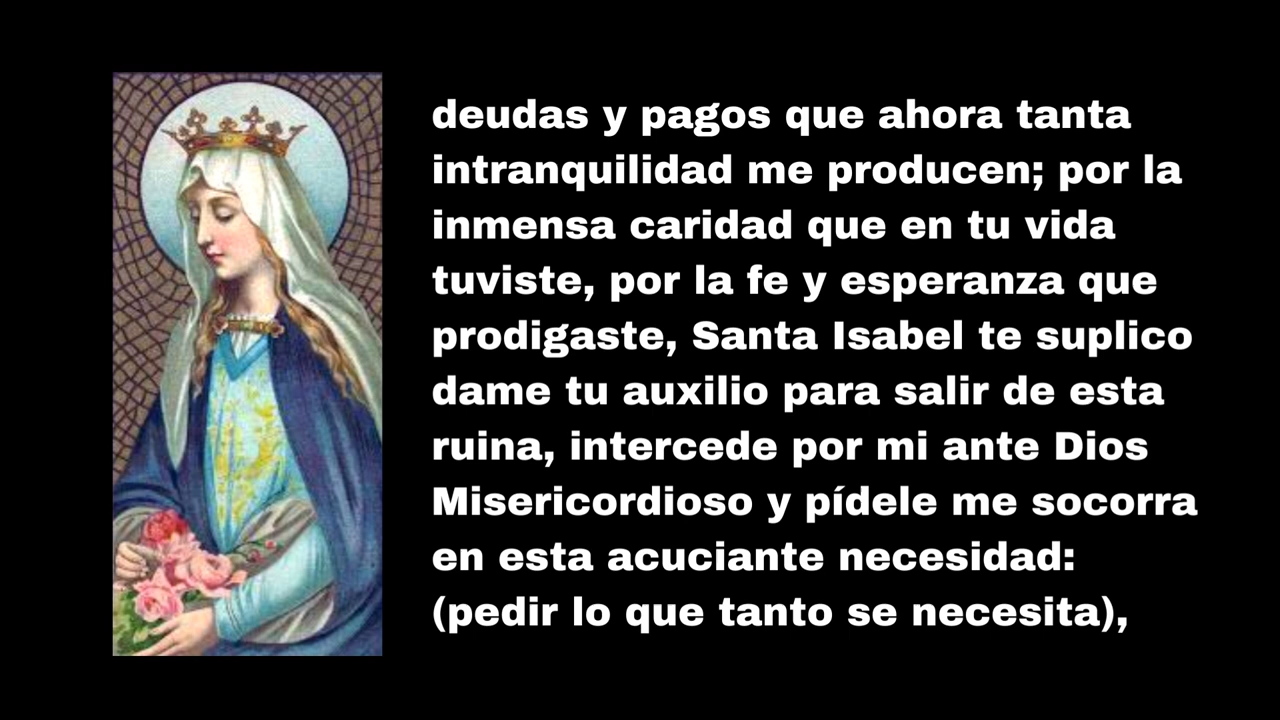 deudas y pagos que ahora tanta
intranquilidad me producen; por la
inmensa caridad que en tu vida
tuviste, por la fe y esperanza que
prodigaste, Santa Isabel te suplico
dame tu auxilio para salir de esta
ruina, intercede por mi ante Dios
Misericordioso y pídele me socorra
en esta acuciante necesidad:
(pedir lo que tanto se necesita),